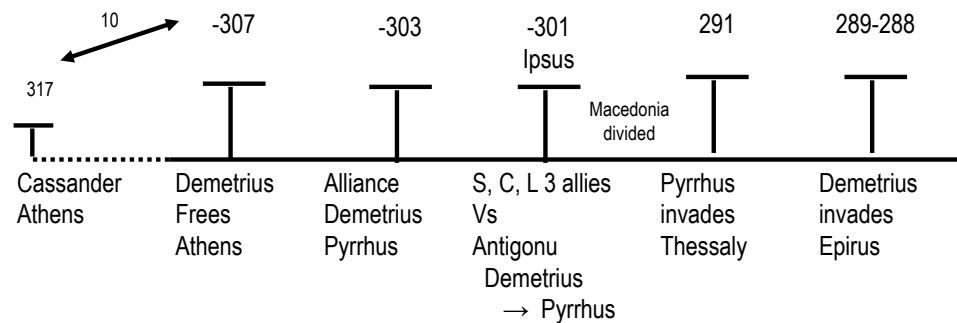 10
-307
-303
-301
Ipsus
291
289-288
317
Macedonia
divided
Cassander
Athens
Demetrius
Frees
Athens
Alliance
Demetrius
Pyrrhus
S, C, L 3 allies
Vs
Antigonu
Demetrius
→ Pyrrhus
Pyrrhus
invades
Thessaly
Demetrius
invades
Epirus